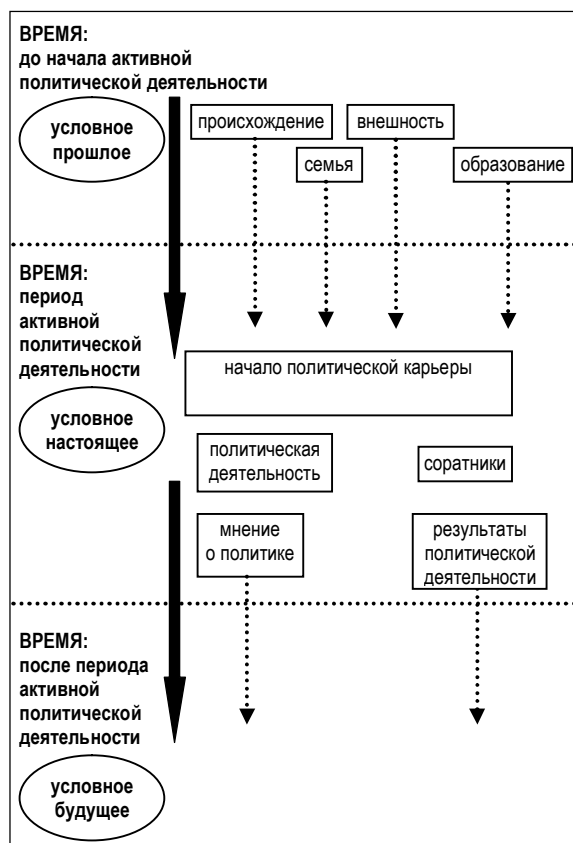 ВРЕМЯ:
до начала активной
политической деятельности
условное
прошлое
происхождение
внешность
семья
образование
ВРЕМЯ:
период
активной
политической
деятельности
условное
настоящее
начало политической карьеры
политическая
деятельность
соратники
мнение
о политике
результаты
политической
деятельности
ВРЕМЯ:
после периода
активной
политической
деятельности
условное
будущее